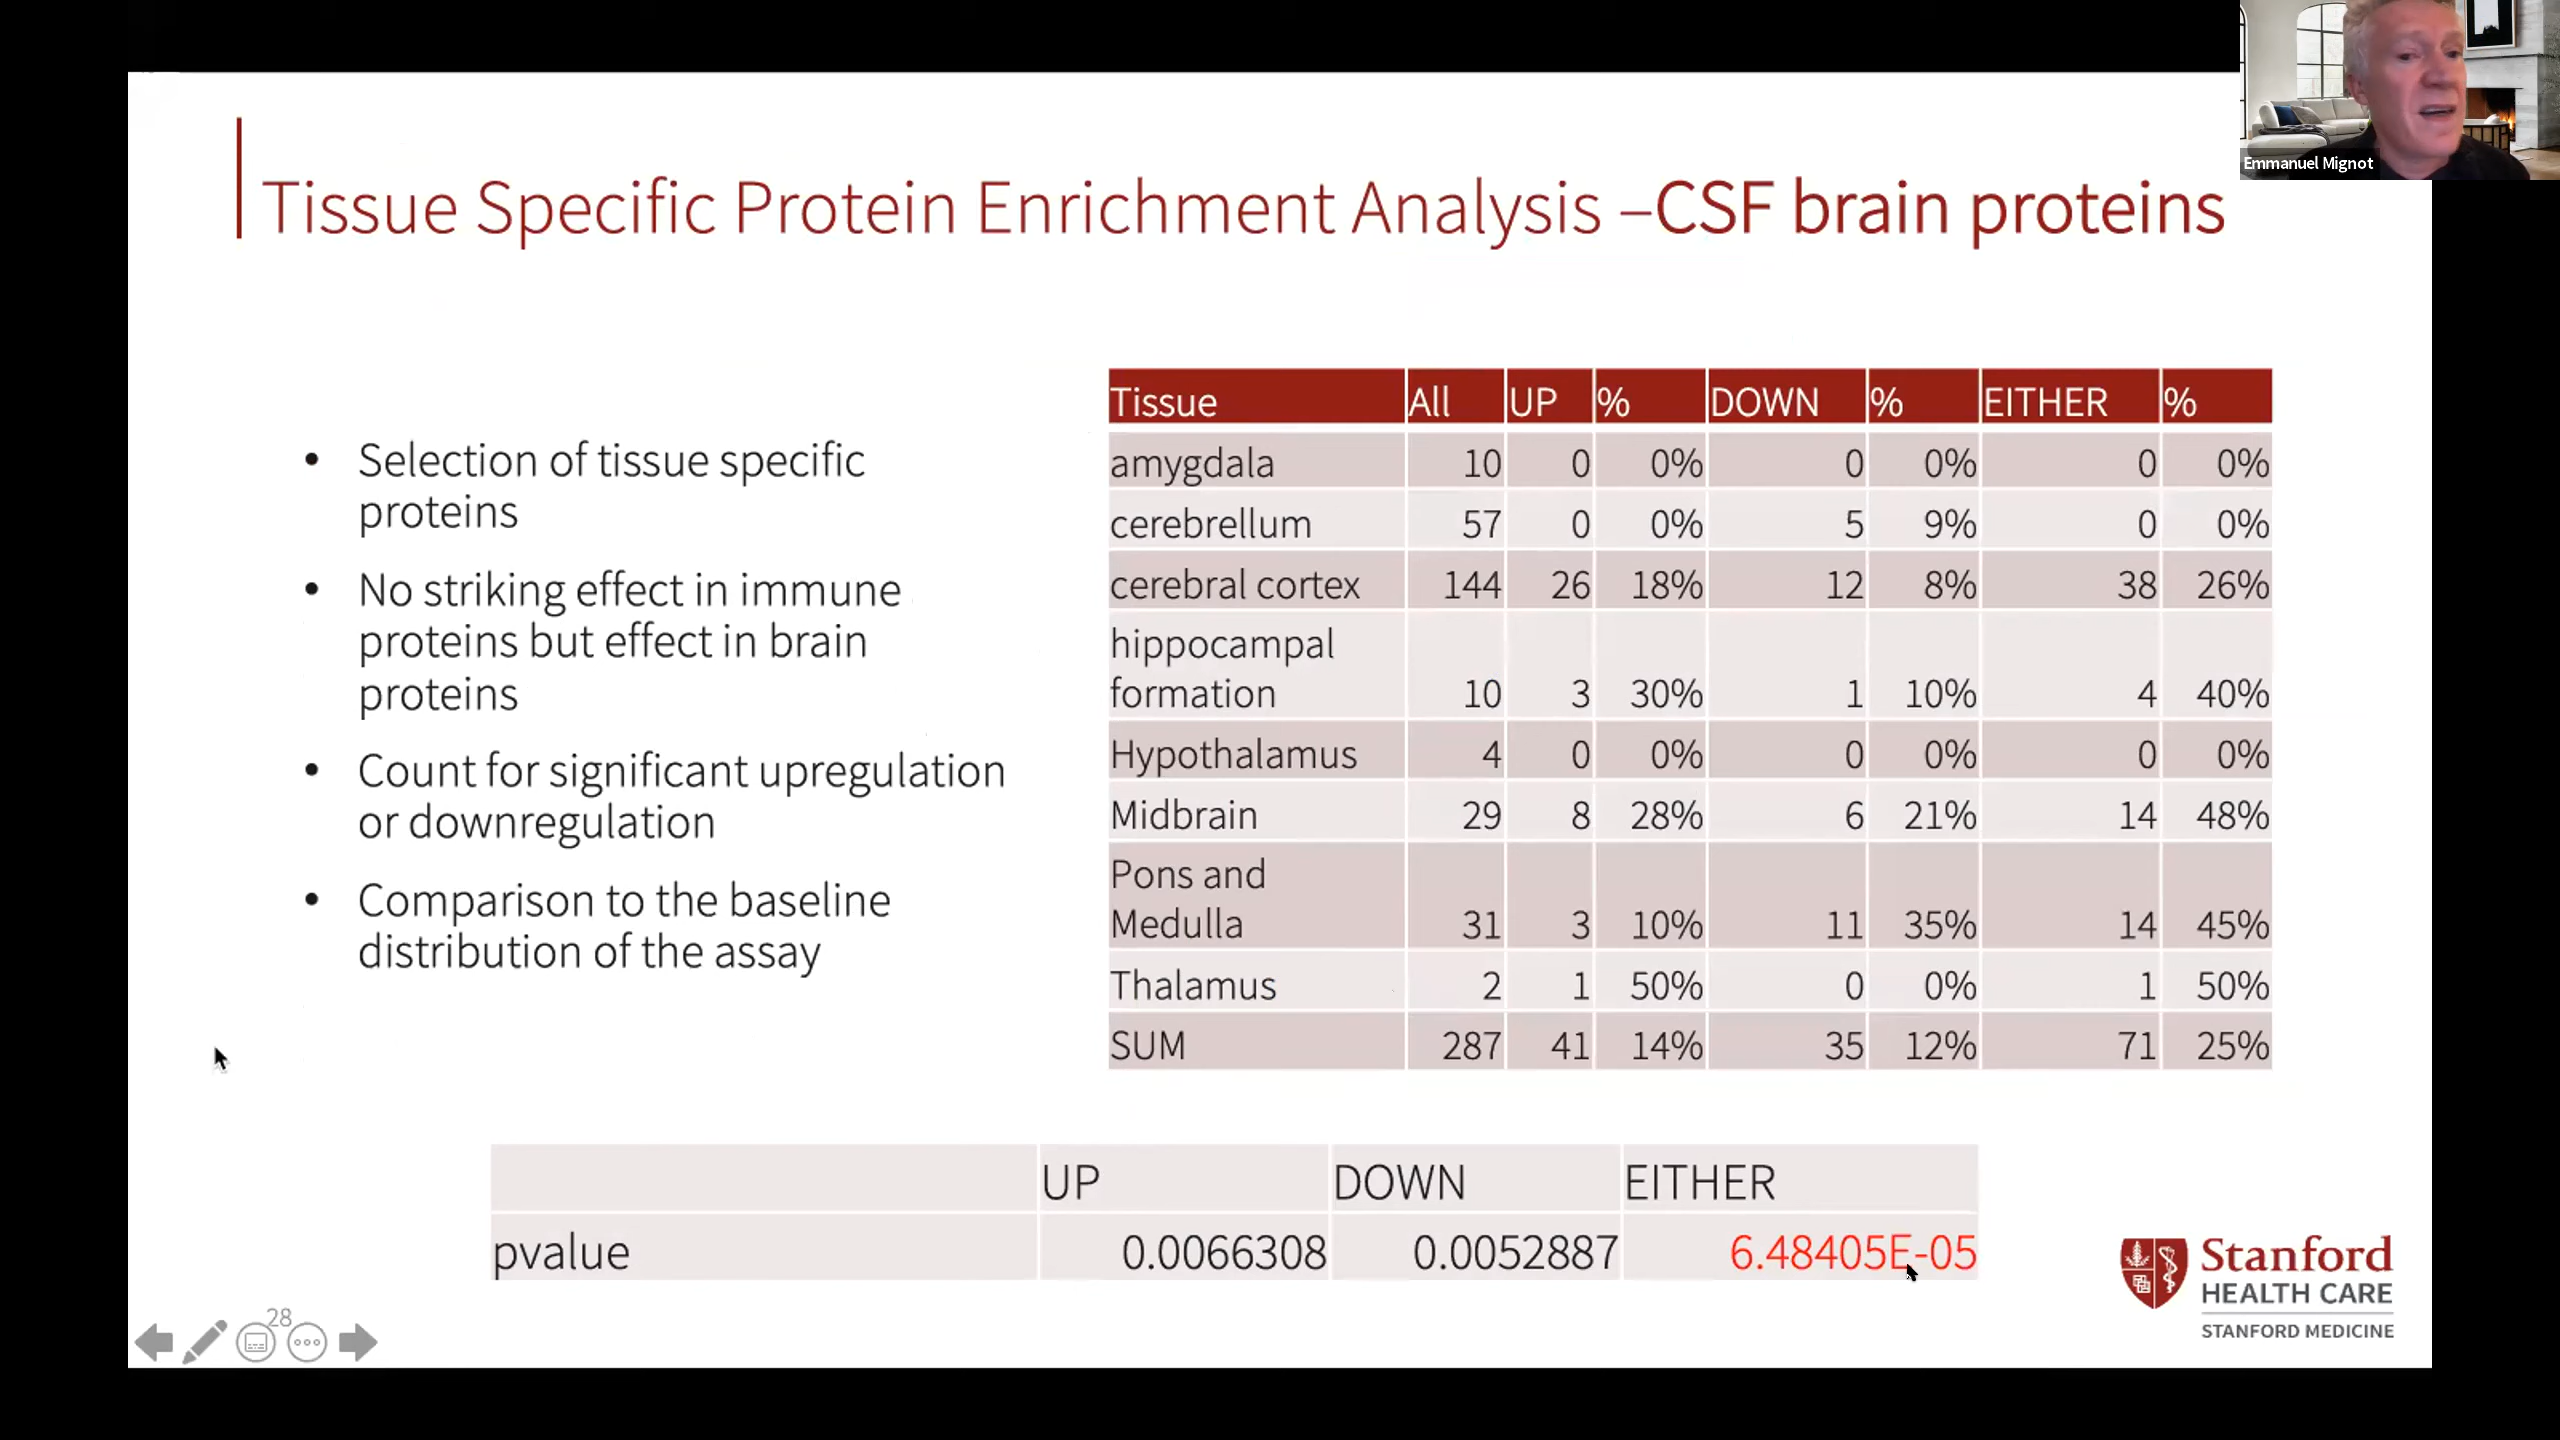 Emmanuel Mignot
Tissue Specific Protein Enrichment Analysis –CSF brain proteins
• Selection of tissue specific
proteins
• No striking effect in immune
proteins but effect in brain
proteins
• Count for significant upregulation
or downregulation
• Comparison to the baseline
distribution of the assay
Tissue All UP % DOWN % EITHER %
amygdala 10 0 0% 0 0% 0 0%
cerebrellum 57 0 0% 5 9% 0 0%
cerebral cortex 144 26 18% 12 8% 38 26%
hippocampal
formation 10 3 30% 1 10% 4 40%
Hypothalamus 4 0 0% 0 0% 0 0%
Midbrain 29 8 28% 6 21% 14 48%
Pons and
Medulla 31 3 10% 11 35% 14 45%
Thalamus 2 1 50% 0 0% 1 50%
SUM 287 41 14% 35 12% 71 25%
UP DOWN EITHER
pvalue 0.0066308 0.0052887 6.48405E-05
28
Stanford
HEALTH CARE
STANFORD MEDICINE